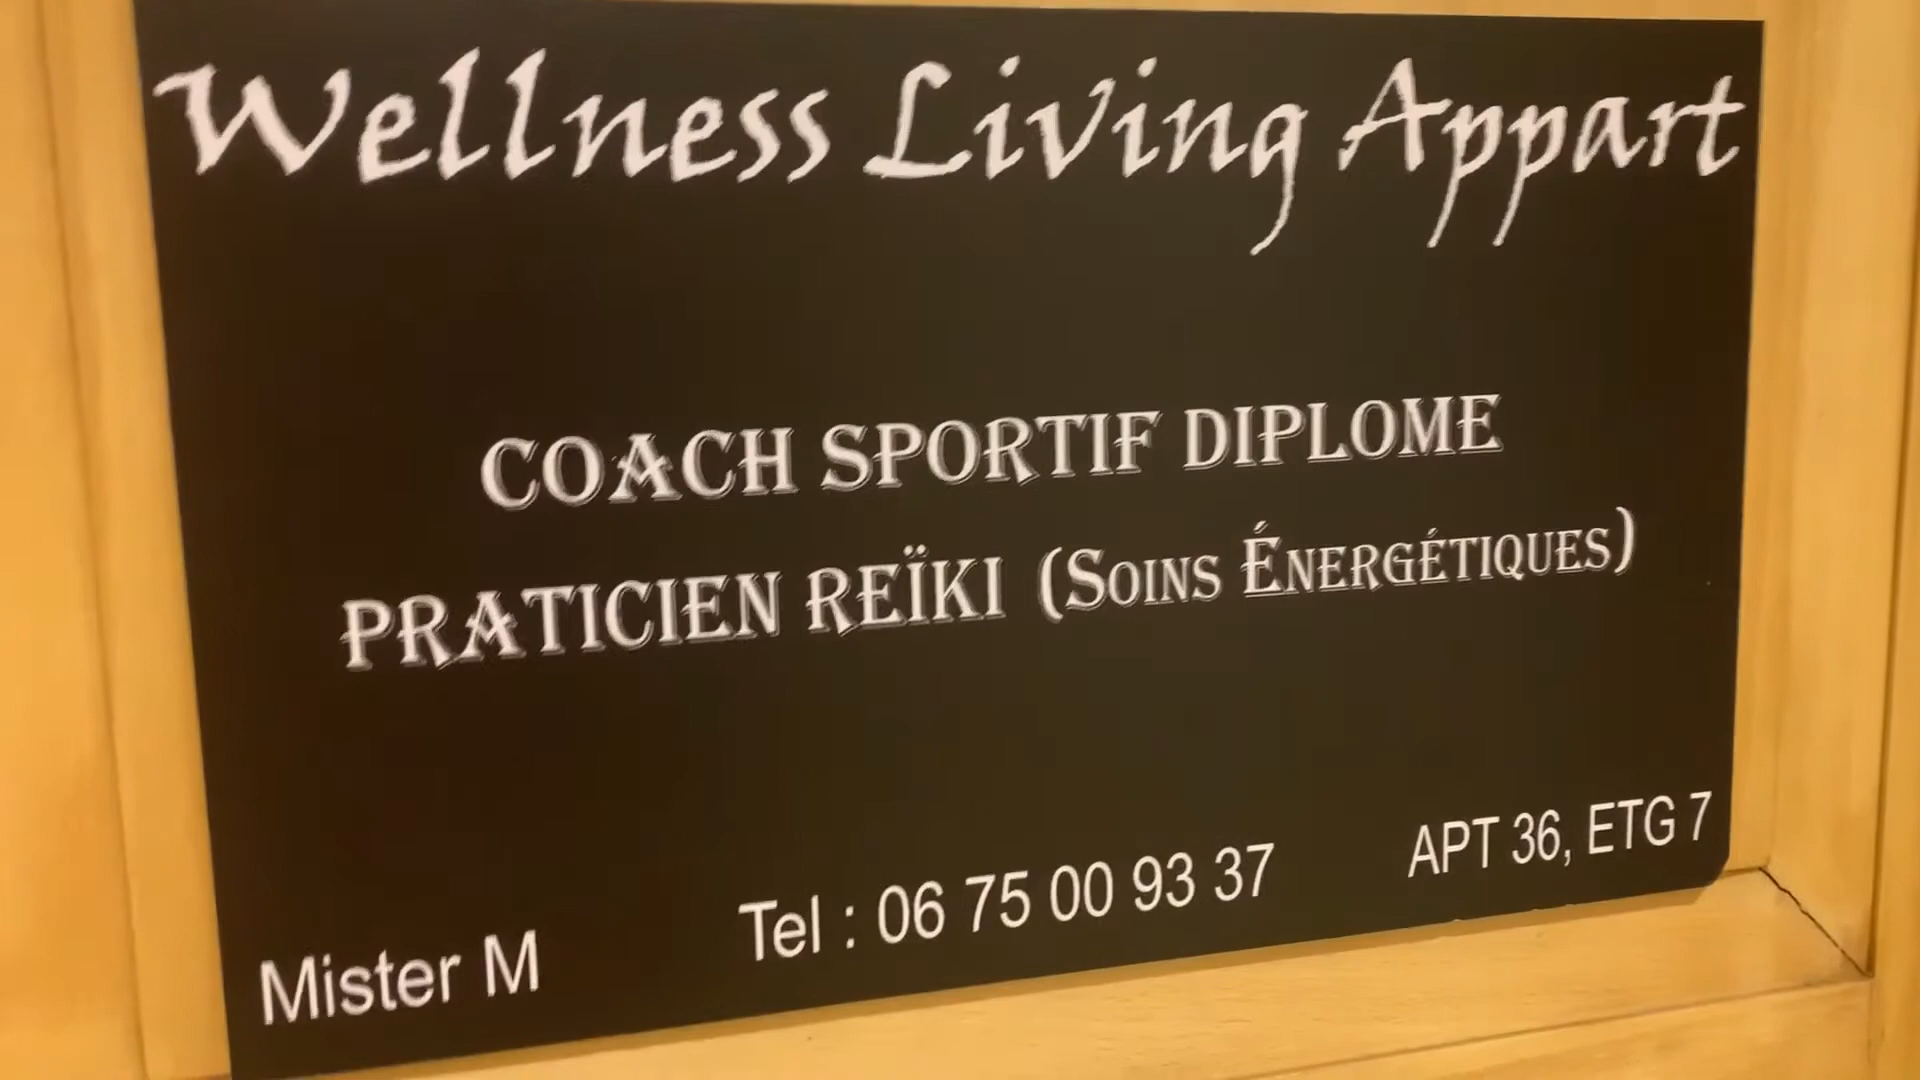 Wellness Living Appart
COACH SPORTIF DIPLOME
PRATICIEN REÏKI (SOINS ÉNERGÉTIQUES)
Mister M
Tel : 06 75 00 93 37
APT 36, ETG 7